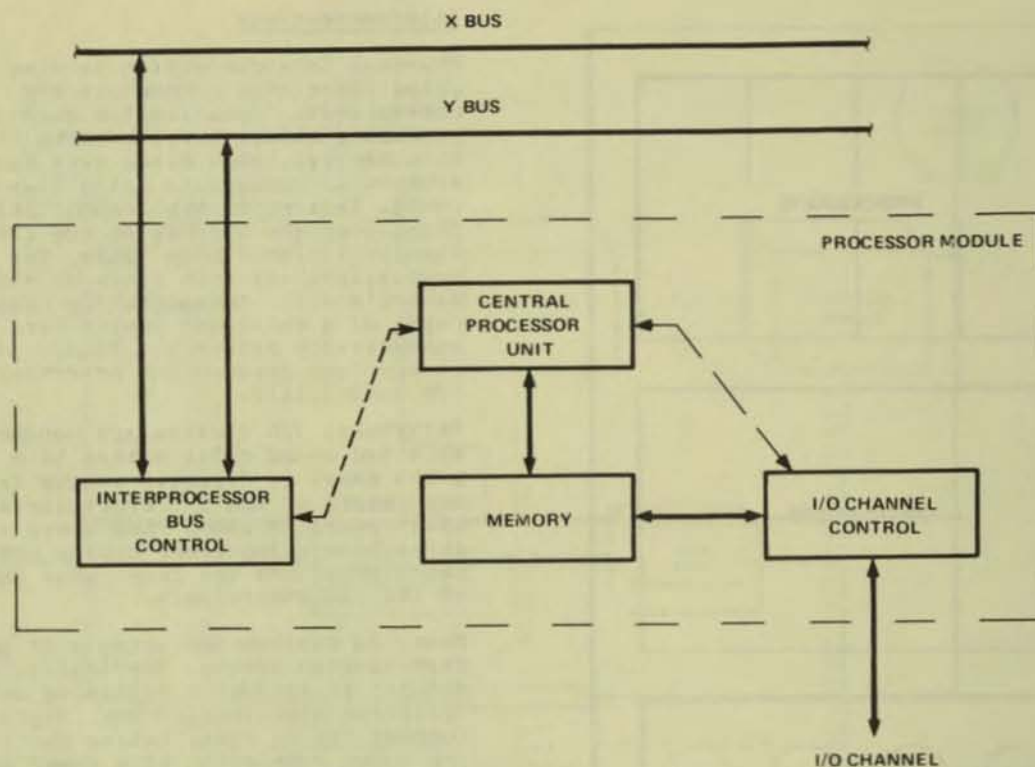 X BUS
Y BUS
PROCESSOR MODULE
CENTRAL
PROCESSOR
UNIT
INTERPROCESSOR
BUS
CONTROL
MEMORY
I/O CHANNEL
CONTROL
I/O CHANNEL